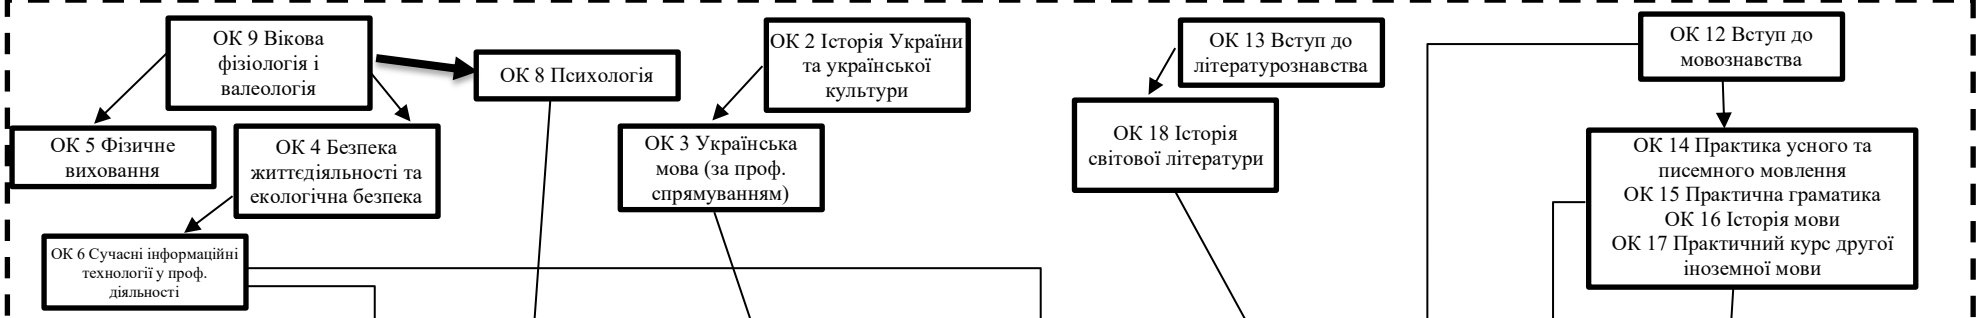 ОК 9 Вікова
фізіологія і
валеологія
ОК 8 Психологія
ОК 2 Історія України
та української
культури
ОК 13 Вступ до
літературознавства
ОК 12 Вступ до
мовознавства
ОК 5 Фізичне
виховання
ОК 4 Безпека
життєдіяльності та
екологічна безпека
ОК 3 Українська
мова (за проф.
спрямуванням)
ОК 18 Історія
світової літератури
ОК 14 Практика усного та
писемного мовлення
ОК 15 Практична граматика
ОК 16 Історія мови
ОК 17 Практичний курс другої
іноземної мови
ОК 6 Сучасні інформаційні
технології у проф.
діяльності